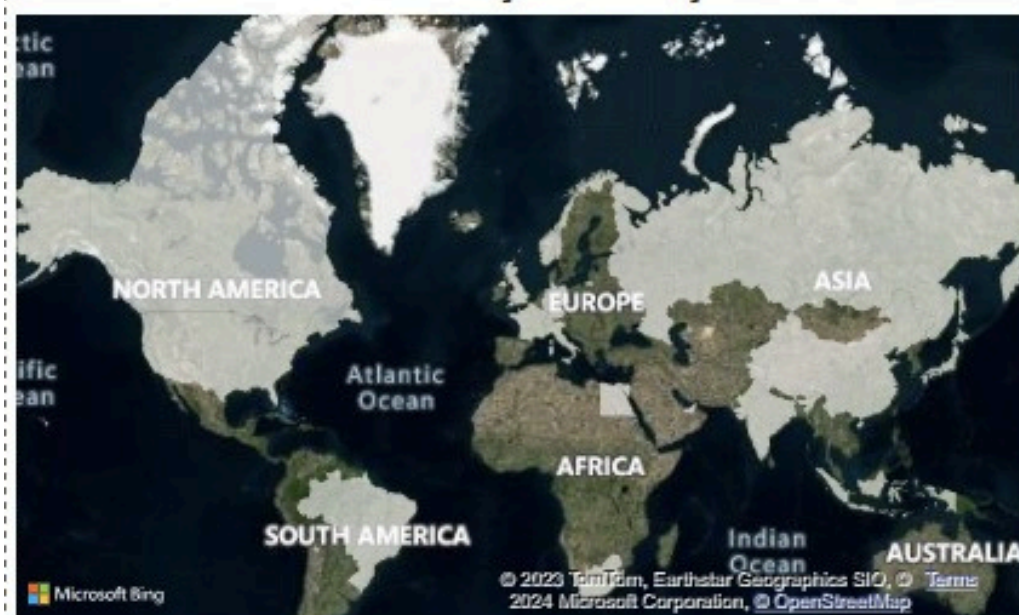 ctic
ean
NORTH AMERICA
EUROPE
ASIA
ific
ean
Atlantic
Ocean
AFRICA
SOUTH AMERICA
Indian
Ocean
AUSTRALIA
Microsoft Bing
© 2023 TomTom, Earthstar Geographics SIO, © Terms
2024 Microsoft Corporation, © OpenStreetMap